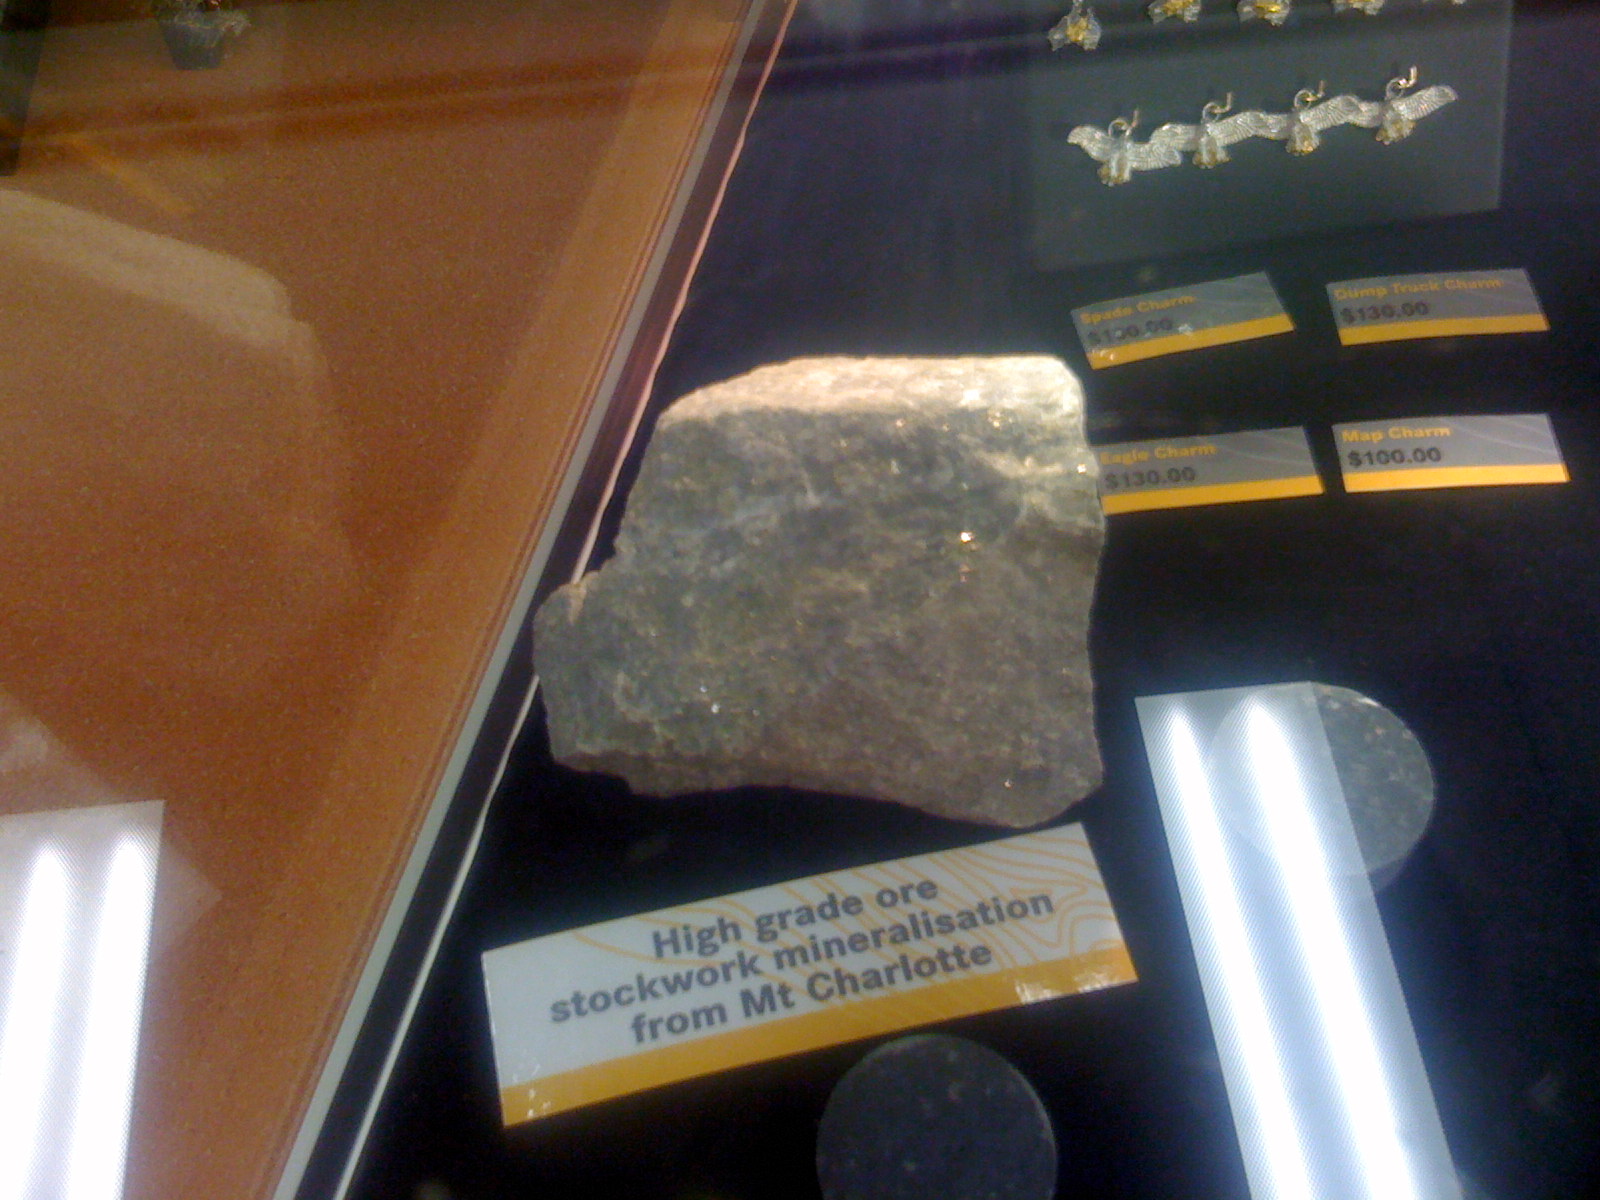 Spade Charm
Dump Truck Charm
$130.00
Eagle Charm
$130.00
Map Charm
$100.00
High grade ore
stockwork mineralisation
from Mt Charlotte